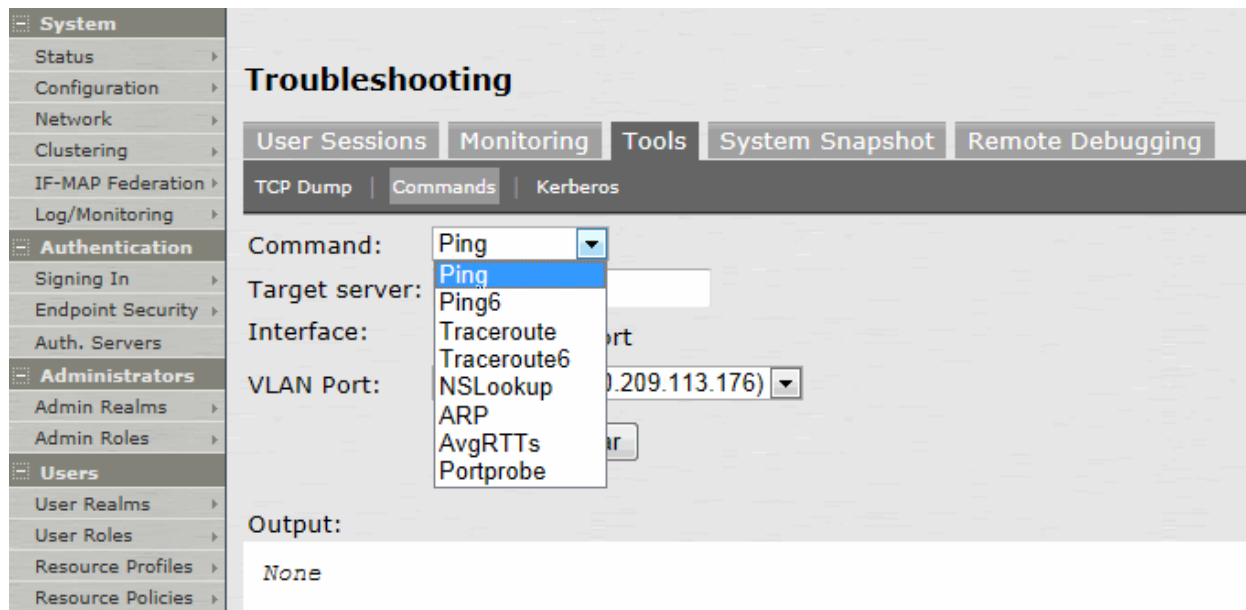 System
Status
Configuration
Network
Clustering
IF-MAP Federation
Log/Monitoring
Authentication
Signing In
Endpoint Security
Auth. Servers
Administrators
Admin Realms
Admin Roles
Users
User Realms
User Roles
Resource Profiles
Resource Policies
Troubleshooting
User Sessions Monitoring Tools System Snapshot Remote Debugging
TCP Dump | Commands | Kerberos
Command: Ping
Target server:
Interface:
VLAN Port: .209.113.176)
Ping
Ping6
Traceroute
Traceroute6
NSLookup
ARP
AvgRTTs
Portprobe
Output:
None